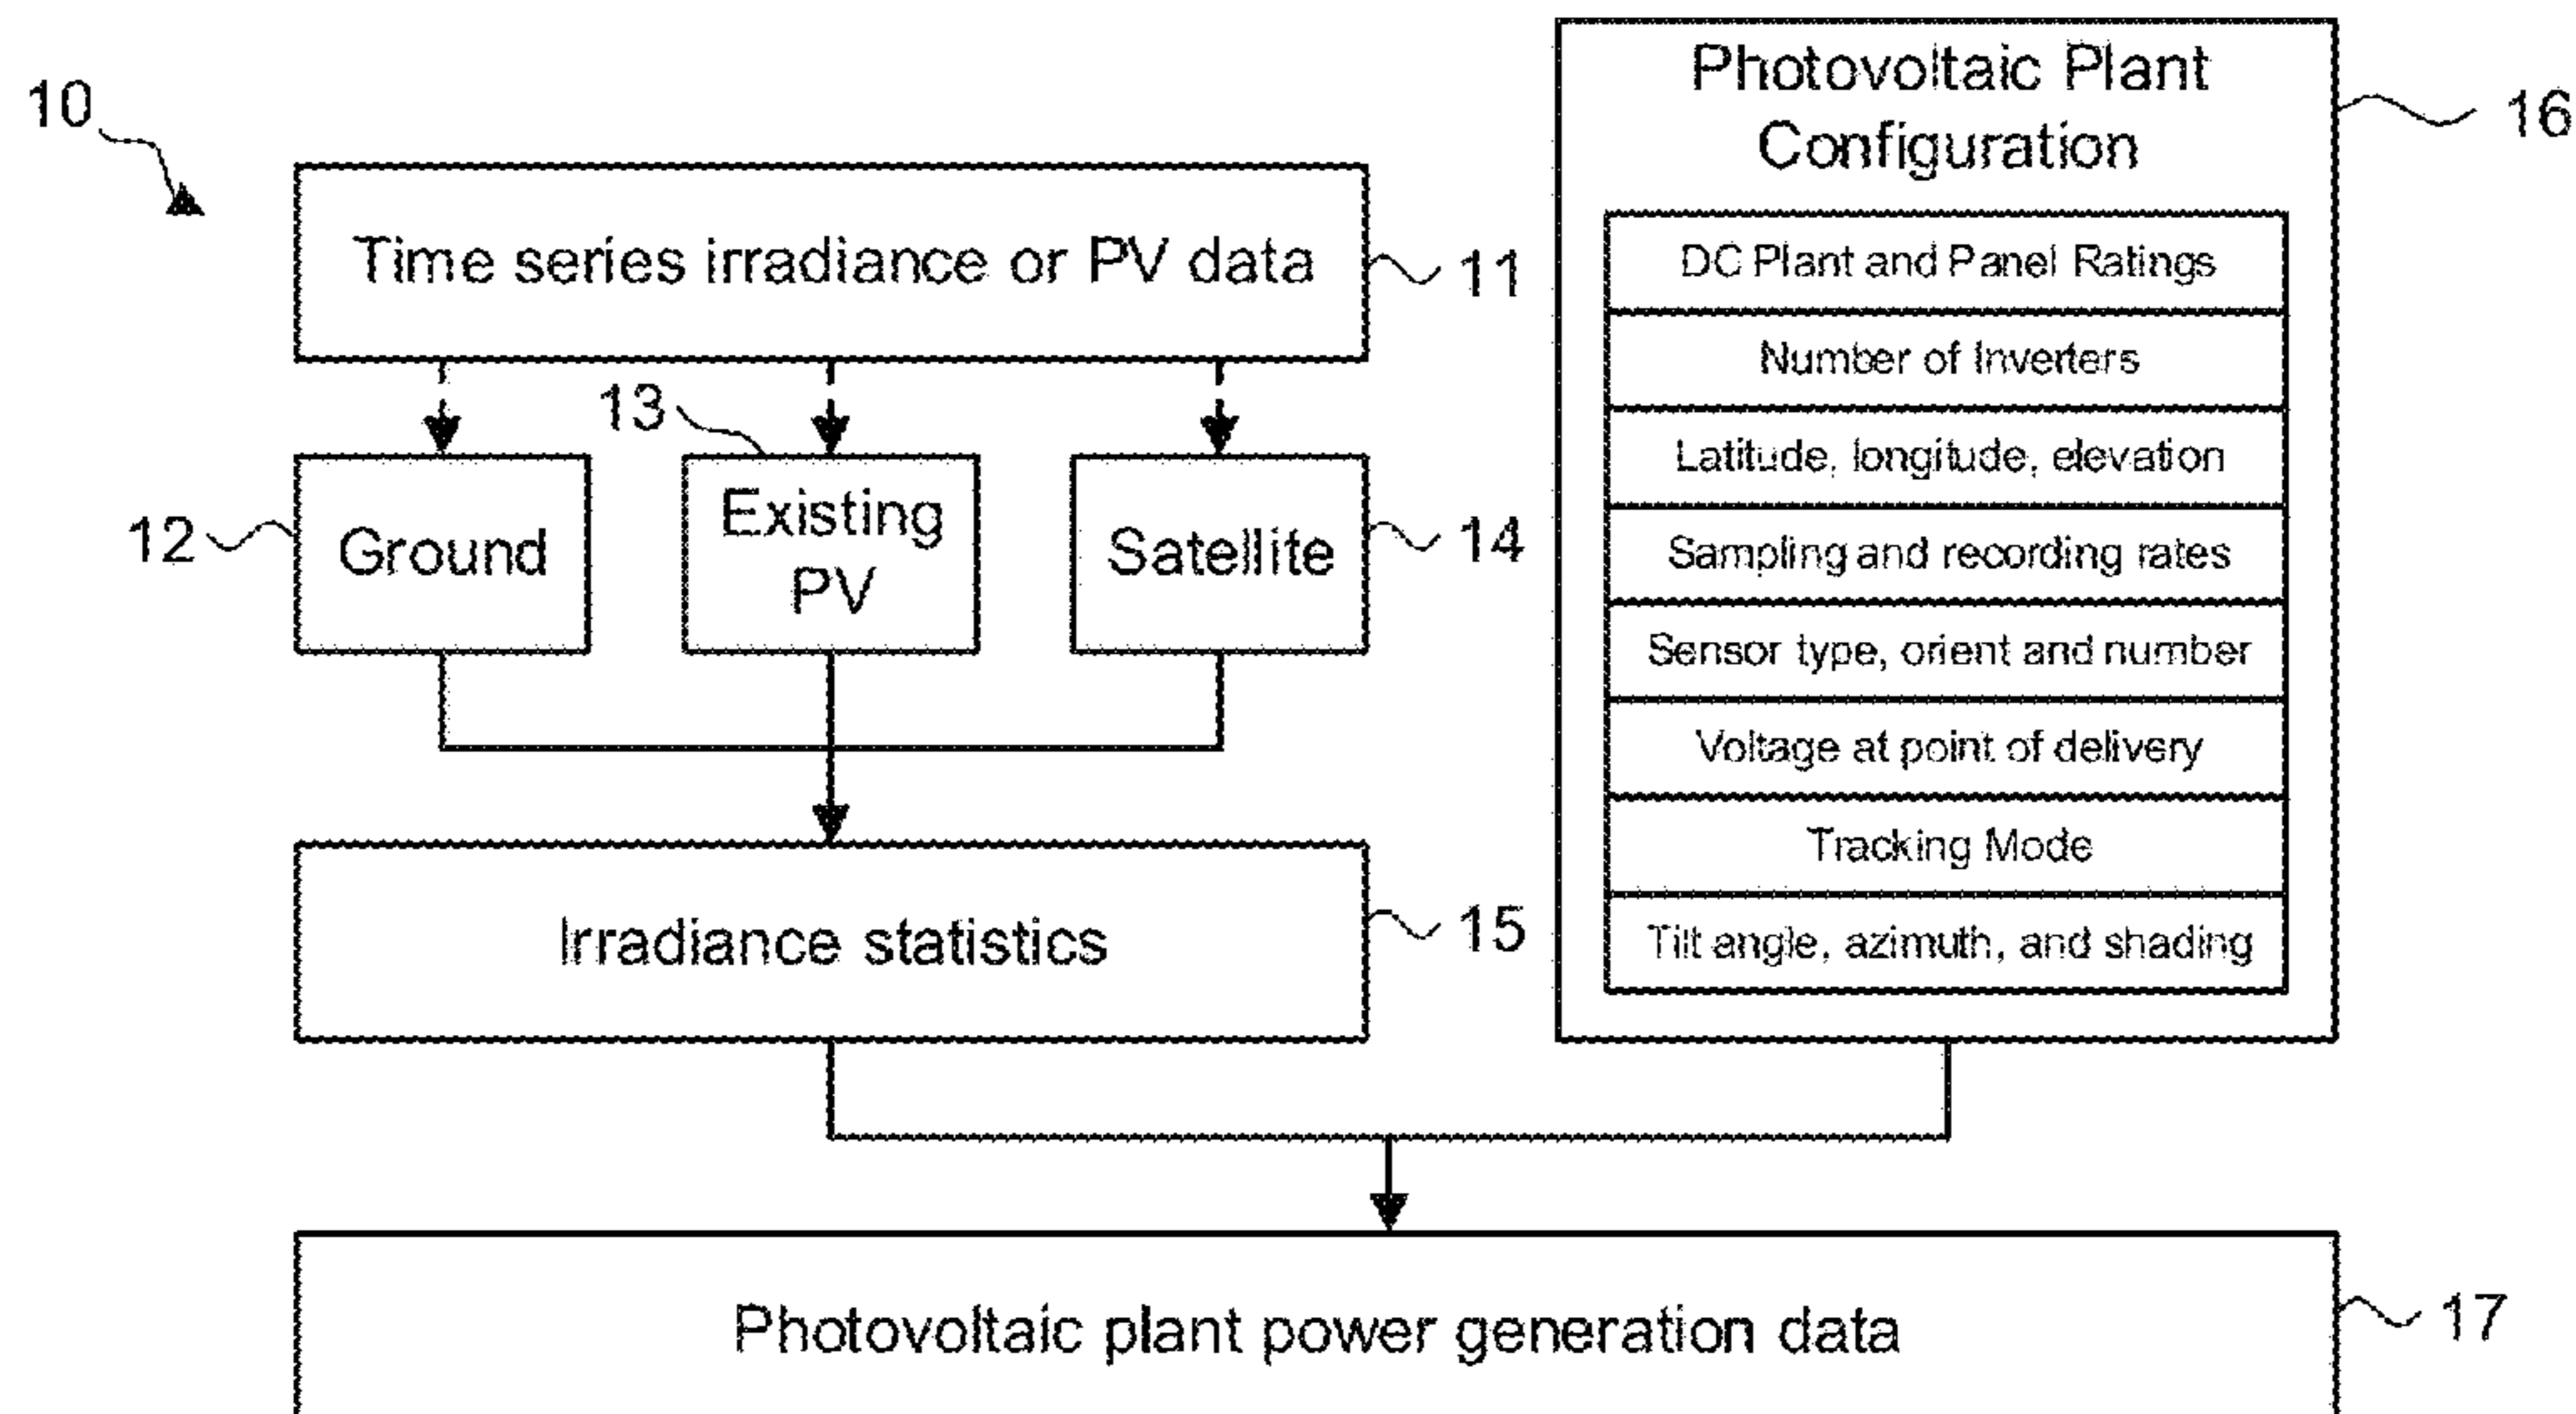 10
Time series irradiance or PV data
11
13
12
Ground
Existing
PV
Satellite
14
Irradiance statistics
15
Photovoltaic Plant
Configuration
16
DC Plant and Panel Ratings
Number of Inverters
Latitude, longitude, elevation
Sampling and recording rates
Sensor type, orient and number
Voltage at point of delivery
Tracking Mode
Tilt angle, azimuth, and shading
Photovoltaic plant power generation data
17